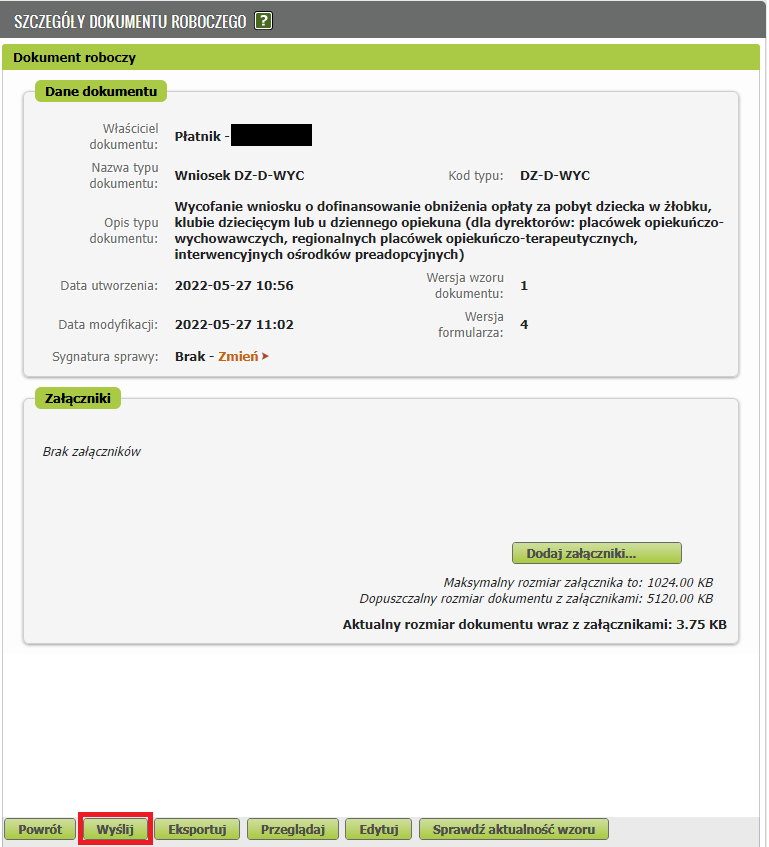 SZCZEGÓŁY DOKUMENTU ROBOCZEGO ?
Dokument roboczy
Dane dokumentu
Właściciel
dokumentu:
Płatnik -
Nazwa typu
dokumentu:
Wniosek DZ-D-WYC
Kod typu:
DZ-D-WYC
Opis typu
dokumentu:
Wycofanie wniosku o dofinansowanie obniżenia opłaty za pobyt dziecka w żłobku,
klubie dziecięcym lub u dziennego opiekuna (dla dyrektorów: placówek opiekuńczo-
wychowawczych, regionalnych placówek opiekuńczo-terapeutycznych,
interwencyjnych ośrodków preadopcyjnych)
Data utworzenia:
2022-05-27 10:56
Wersja wzoru
dokumentu:
1
Data modyfikacji:
2022-05-27 11:02
Wersja
formularza:
4
Sygnatura sprawy:
Brak - Zmień
Załączniki
Brak załączników
Dodaj załączniki...
Maksymalny rozmiar załącznika to: 1024.00 KB
Dopuszczalny rozmiar dokumentu z załącznikami: 5120.00 KB
Aktualny rozmiar dokumentu wraz z załącznikami: 3.75 KB
Powrót
Wyślij
Eksportuj
Przeglądaj
Edytuj
Sprawdź aktualność wzoru